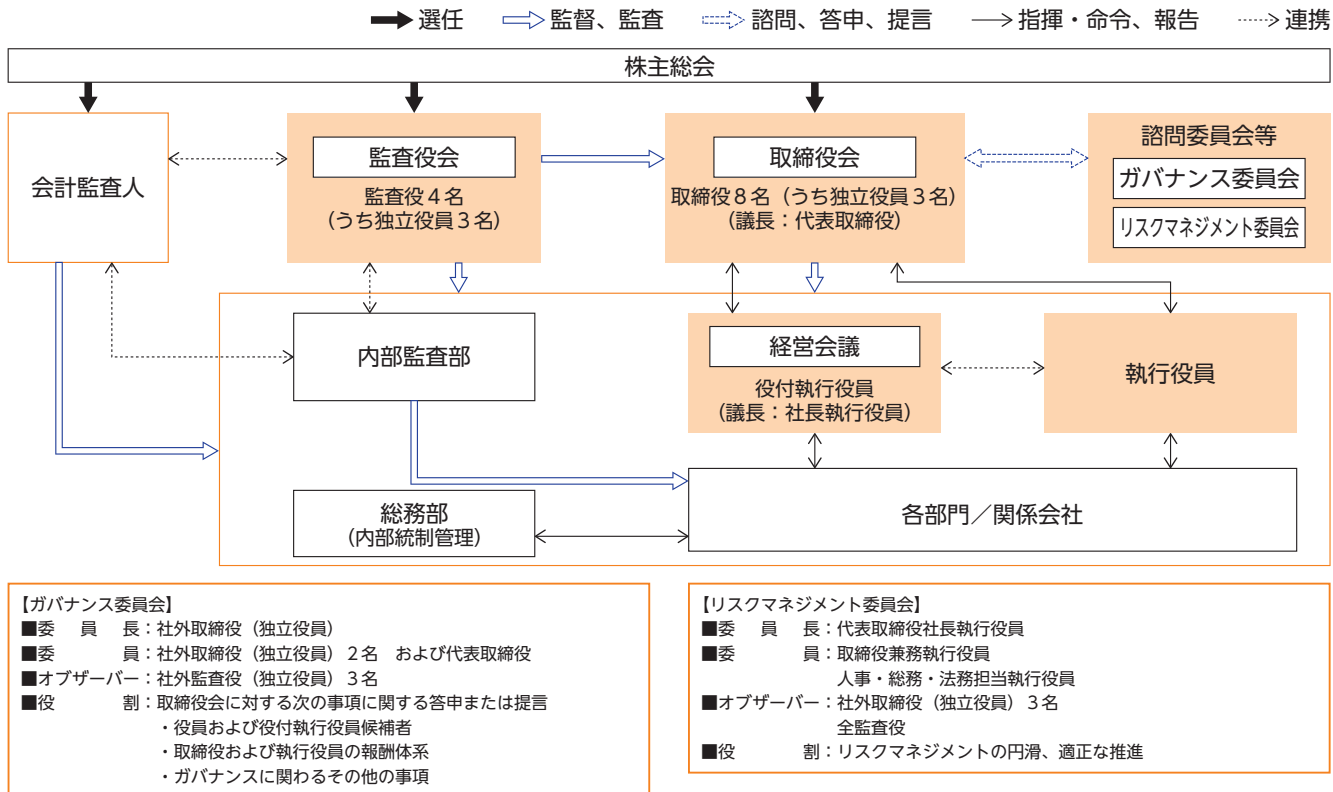 選任 監督、監査 諮問、答申、提言 指揮・命令、報告 連携
株主総会
会計監査人
監査役会
監査役4名
(うち独立役員3名)
取締役会
取締役8名(うち独立役員3名)
(議長:代表取締役)
諮問委員会等
ガバナンス委員会
リスクマネジメント委員会
内部監査部
経営会議
役付執行役員
(議長:社長執行役員)
執行役員
総務部
(内部統制管理)
各部門/関係会社
【ガバナンス委員会】
■委 員 長:社外取締役(独立役員)
■委 員:社外取締役(独立役員)2名 および代表取締役
■オブザーバー:社外監査役(独立役員)3名
■役 割:取締役会に対する次の事項に関する答申または提言
・役員および役付執行役員候補者
・取締役および執行役員の報酬体系
・ガバナンスに関わるその他の事項
【リスクマネジメント委員会】
■委 員 長:代表取締役社長執行役員
■委 員:取締役兼務執行役員
人事・総務・法務担当執行役員
■オブザーバー:社外取締役(独立役員)3名
全監査役
■役 割:リスクマネジメントの円滑、適正な推進